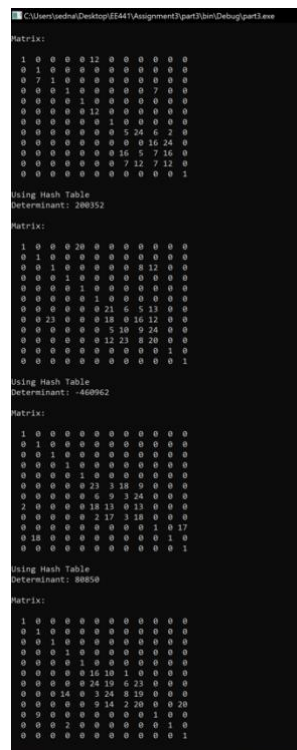 C:\Users\sedna\Desktop\EE441\Assignment3\part3\bin\Debug\part3.exe
Matrix:
1 0 0 0 0 12 0 0 0 0 0
0 1 0 0 0 0 0 0 0 0 0
0 7 1 0 0 0 0 0 0 0 0
0 0 0 1 0 0 0 0 7 0 0
0 0 0 0 1 0 0 0 0 0 0
0 0 0 0 0 12 0 0 0 0 0
0 0 0 0 0 0 1 0 0 0 0
0 0 0 0 0 0 0 5 24 6 2 0
0 0 0 0 0 0 0 0 0 16 24 0
0 0 0 0 0 0 0 16 5 7 16 0
0 0 0 0 0 0 0 7 12 7 12 0
0 0 0 0 0 0 0 0 0 0 0 1
Using Hash Table
Determinant: 200352
Matrix:
1 0 0 0 20 0 0 0 0 0 0 0
0 1 0 0 0 0 0 0 0 0 0 0
0 0 1 0 0 0 0 0 8 12 0 0
0 0 0 1 0 0 0 0 0 0 0 0
0 0 0 0 1 0 0 0 0 0 0 0
0 0 0 0 0 1 0 0 0 0 0 0
0 0 0 0 0 0 21 6 5 13 0 0
0 0 23 0 0 0 18 0 16 12 0 0
0 0 0 0 0 0 5 10 9 24 0 0
0 0 0 0 0 0 12 23 8 20 0 0
0 0 0 0 0 0 0 0 0 0 1 0
0 0 0 0 0 0 0 0 0 0 0 1
Using Hash Table
Determinant: -460962
Matrix:
1 0 0 0 0 0 0 0 0 0 0 0
0 1 0 0 0 0 0 0 0 0 0 0
0 0 1 0 0 0 0 0 0 0 0 0
0 0 0 1 0 0 0 0 0 0 0 0
0 0 0 0 1 0 0 0 0 0 0 0
0 0 0 0 0 23 3 18 9 0 0 0
0 0 0 0 0 6 9 3 24 0 0 0
2 0 0 0 0 18 13 0 13 0 0 0
0 0 0 0 0 2 17 3 18 0 0 0
0 0 0 0 0 0 0 0 0 1 0 17
0 18 0 0 0 0 0 0 0 0 1 0
0 0 0 0 0 0 0 0 0 0 0 1
Using Hash Table
Determinant: 80850
Matrix:
1 0 0 0 0 0 0 0 0 0 0 0
0 1 0 0 0 0 0 0 0 0 0 0
0 0 1 0 0 0 0 0 0 0 0 0
0 0 0 1 0 0 0 0 0 0 0 0
0 0 0 0 1 0 0 0 0 0 0 0
0 0 0 0 0 16 10 1 0 0 0 0
0 0 0 0 0 24 19 6 23 0 0 0
0 0 0 14 0 3 24 8 19 0 0 0
0 0 0 0 0 9 14 2 20 0 0 20
0 9 0 0 0 0 0 0 0 1 0 0
0 0 0 2 0 0 0 0 0 0 1 0
0 0 0 0 0 0 0 0 0 0 0 1